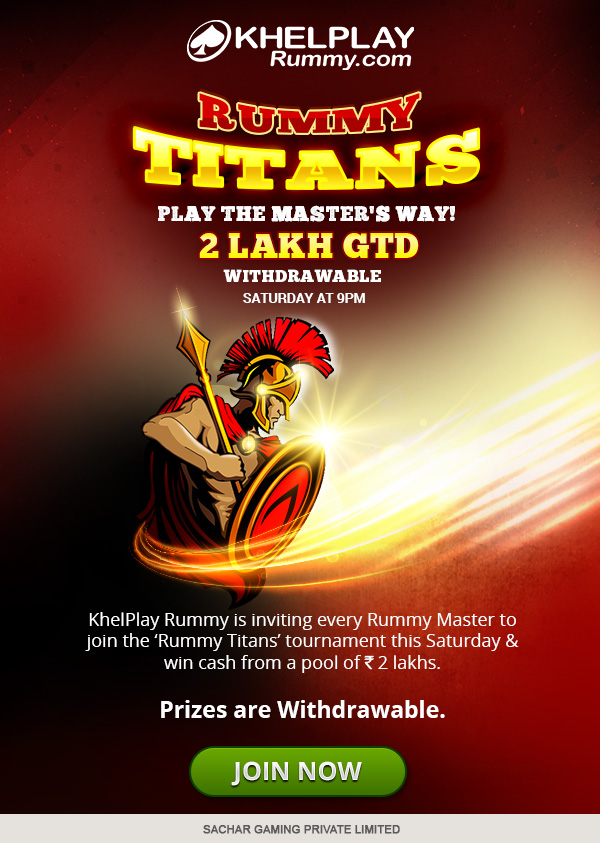 KHELPLAY
Rummy.com
RUMMY
TITANS
PLAY THE MASTER'S WAY!
2 LAKH GTD
WITHDRAWABLE
SATURDAY AT 9PM
KhelPlay Rummy is inviting every Rummy Master to
join the ‘Rummy Titans’ tournament this Saturday &
win cash from a pool of ₹ 2 lakhs.
Prizes are Withdrawable.
JOIN NOW
SACHAR GAMING PRIVATE LIMITED